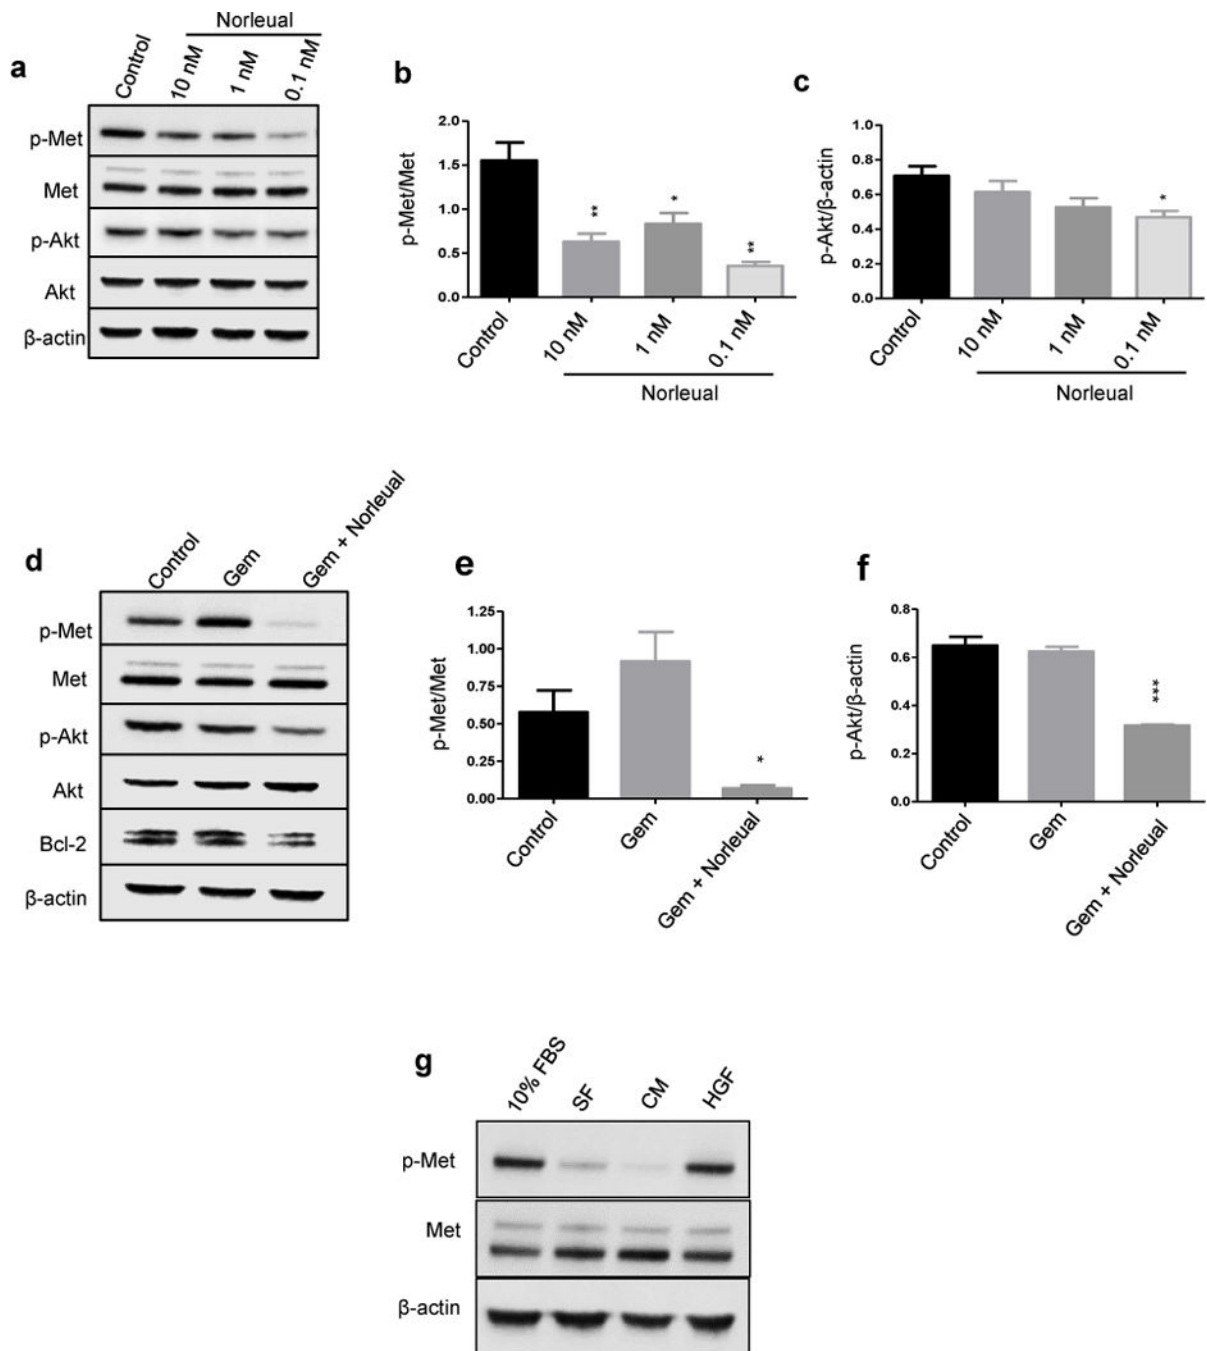 a
Norleual
Control
10 nM
1 nM
0.1 nM
p-Met
Met
p-Akt
Akt
β-actin
b
p-Met/Met
2.0
1.5
1.0
0.5
0.0
**
*
**
Control
10 nM
1 nM
0.1 nM
Norleual
c
p-Akt/β-actin
1.0
0.8
0.6
0.4
0.2
0.0
*
Control
10 nM
1 nM
0.1 nM
Norleual
d
Control
Gem
Gem + Norleual
p-Met
Met
p-Akt
Akt
Bcl-2
β-actin
e
p-Met/Met
1.25
1.00
0.75
0.50
0.25
0.00
*
Control
Gem
Gem + Norleual
f
p-Akt/β-actin
0.8
0.6
0.4
0.2
0.0
***
Control
Gem
Gem + Norleual
g
10% FBS
SF
CM
HGF
p-Met
Met
β-actin